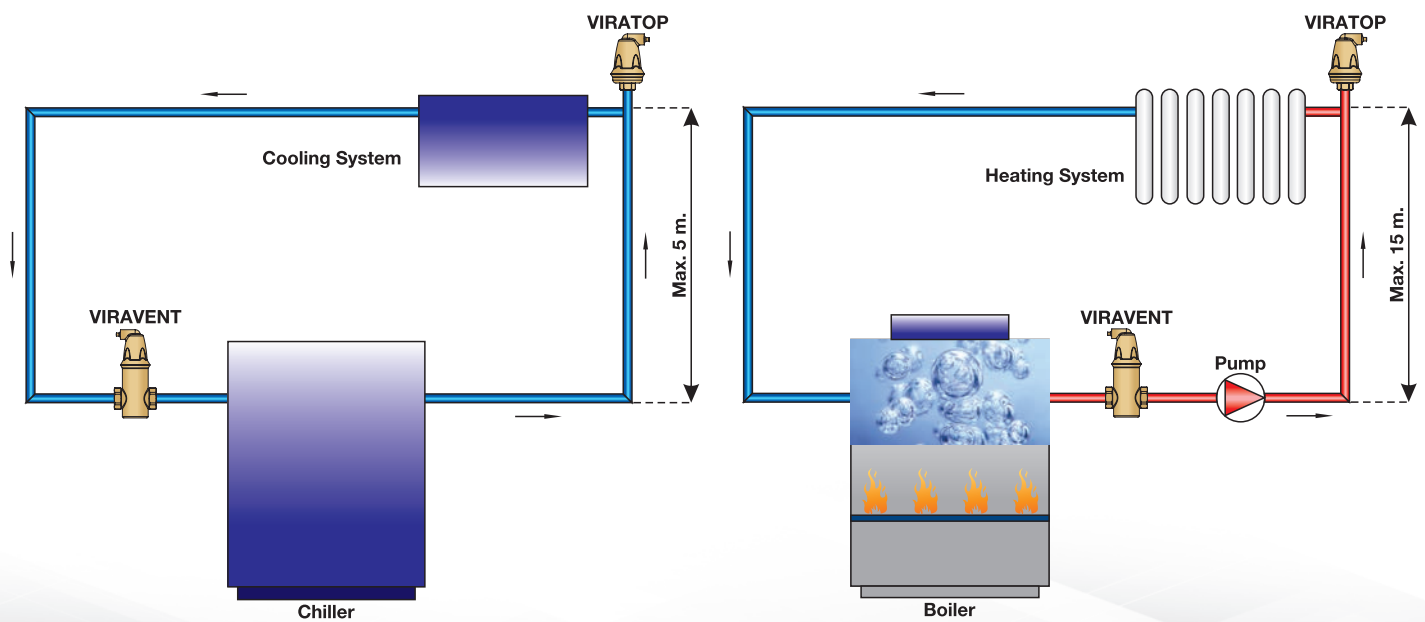 VIRATOP
Cooling System
Max. 5 m.
VIRAVENT
Chiller
VIRATOP
Heating System
Max. 15 m.
VIRAVENT
Pump
Boiler